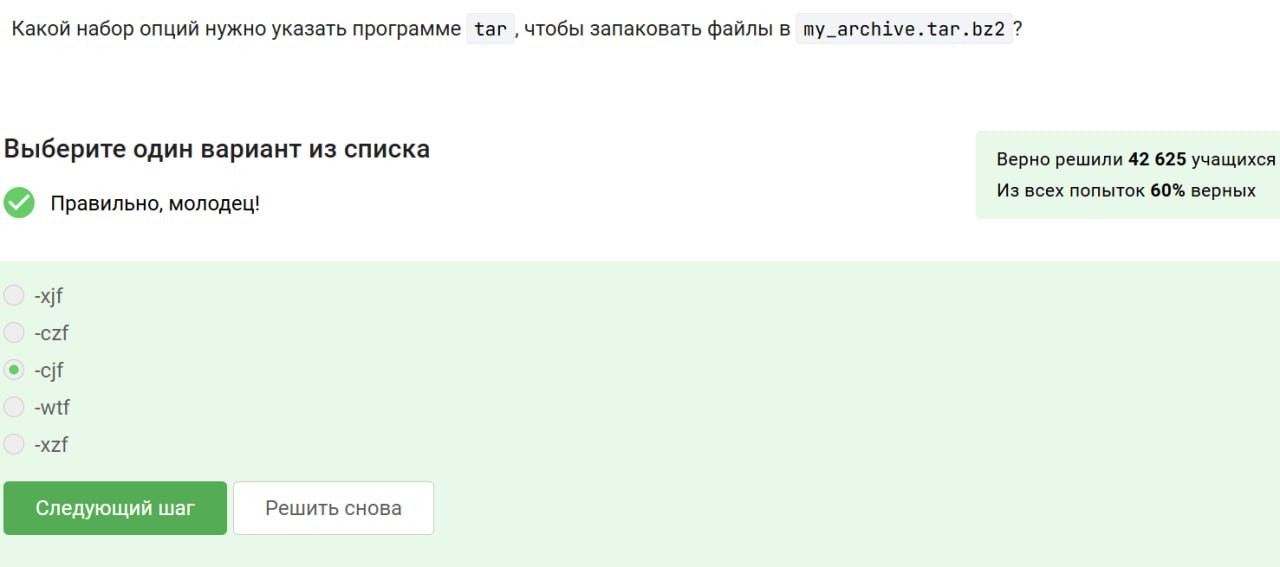 Какой набор опций нужно указать программе tar, чтобы запаковать файлы в my_archive.tar.bz2?
Выберите один вариант из списка
Правильно, молодец!
Верно решили 42 625 учащихся
Из всех попыток 60% верных
-xjf
-czf
-cjf
-wtf
-xzf
Следующий шаг
Решить снова